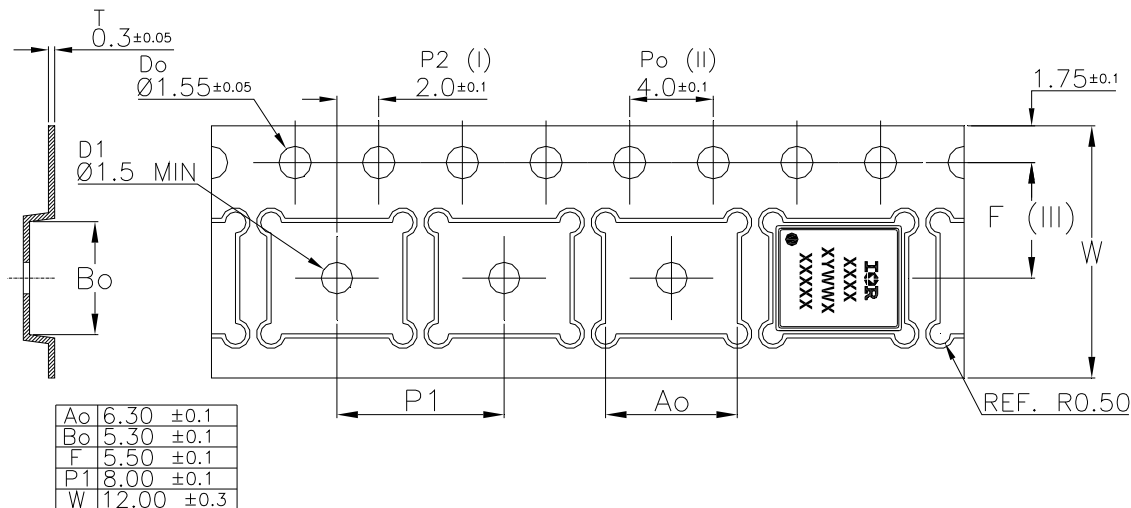 T
0.3±0.05
Do
Ø1.55±0.05
P2 (I)
2.0±0.1
Po (II)
4.0±0.1
1.75±0.1
D1
Ø1.5 MIN
F (III)
W
Bo
IOR
XXXX
XYWWX
XXXXX
P1
Ao
REF. R0.50
Ao 6.30 ±0.1
Bo 5.30 ±0.1
F 5.50 ±0.1
P1 8.00 ±0.1
W 12.00 ±0.3